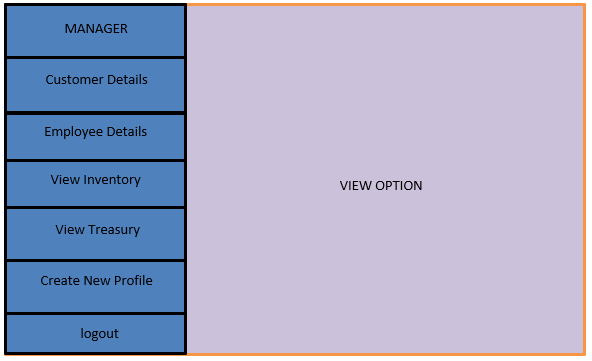 MANAGER
Customer Details
Employee Details
View Inventory
View Treasury
Create New Profile
logout
VIEW OPTION